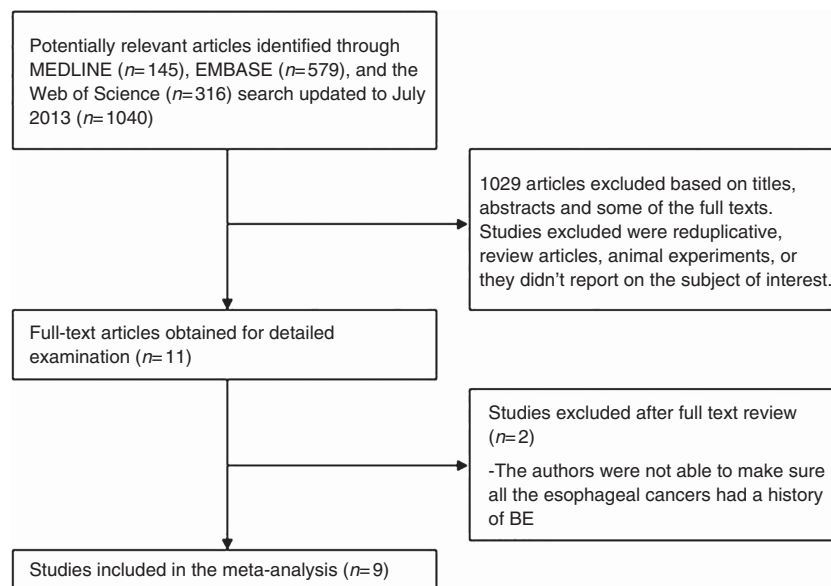 Potentially relevant articles identified through
MEDLINE (n=145), EMBASE (n=579), and the
Web of Science (n=316) search updated to July
2013 (n=1040)
1029 articles excluded based on titles,
abstracts and some of the full texts.
Studies excluded were reduplicative,
review articles, animal experiments, or
they didn't report on the subject of interest.
Full-text articles obtained for detailed
examination (n=11)
Studies excluded after full text review
(n=2)
-The authors were not able to make sure
all the esophageal cancers had a history
of BE
Studies included in the meta-analysis (n=9)